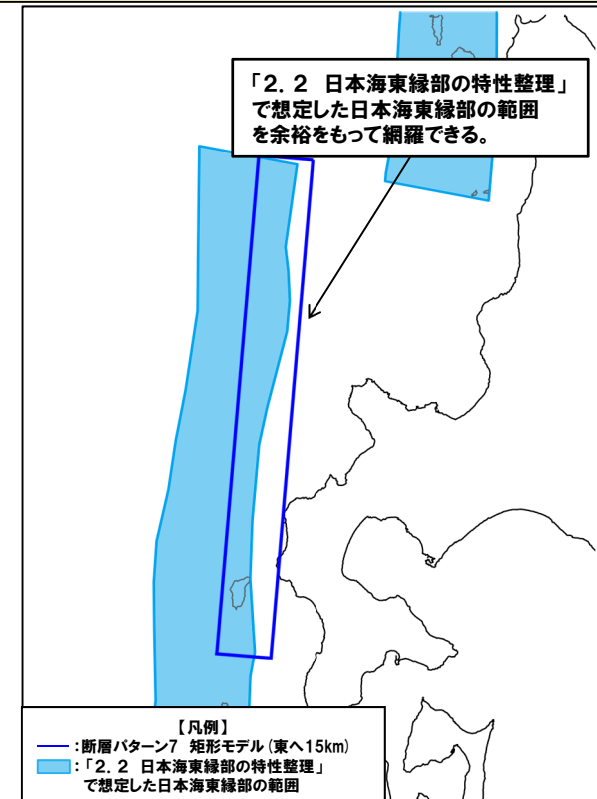 「2.2 日本海東縁部の特性整理」
で想定した日本海東縁部の範囲
を余裕をもって網羅できる。
【凡例】
:断層パターン7 矩形モデル(東へ15km)
:「2.2 日本海東縁部の特性整理」
で想定した日本海東縁部の範囲